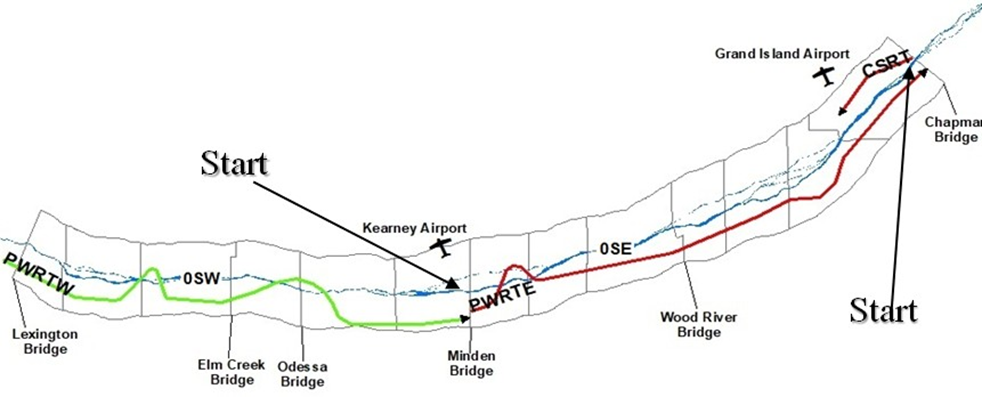 Grand Island Airport
CSRT
Chapman
Bridge
Start
Kearney Airport
0SE
0SW
PWRTW
PWRTE
Start
Wood River
Bridge
Lexington
Bridge
Minden
Bridge
Elm Creek
Bridge
Odessa
Bridge